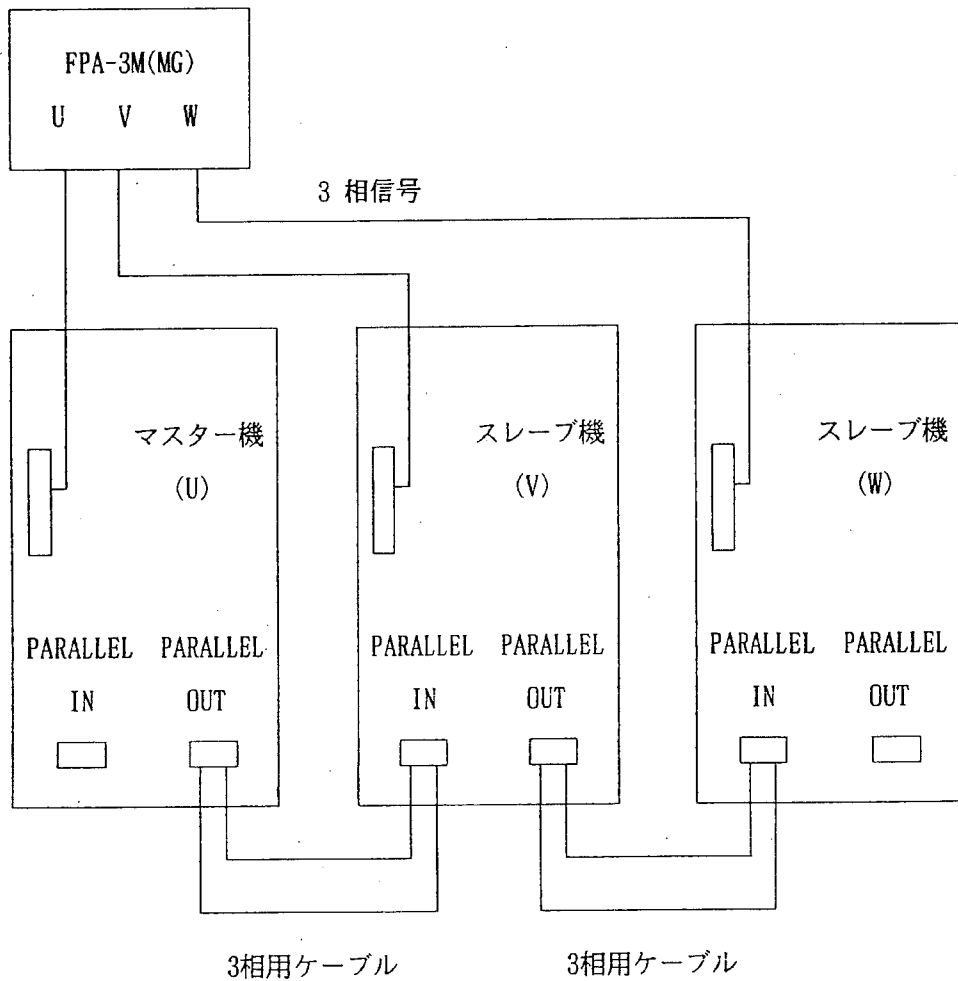 FPA-3M(MG)
U V W
3 相信号
マスター機
(U)
スレーブ機
(V)
スレーブ機
(W)
PARALLEL PARALLEL
IN OUT
PARALLEL PARALLEL
IN OUT
PARALLEL PARALLEL
IN OUT
3相用ケーブル
3相用ケーブル